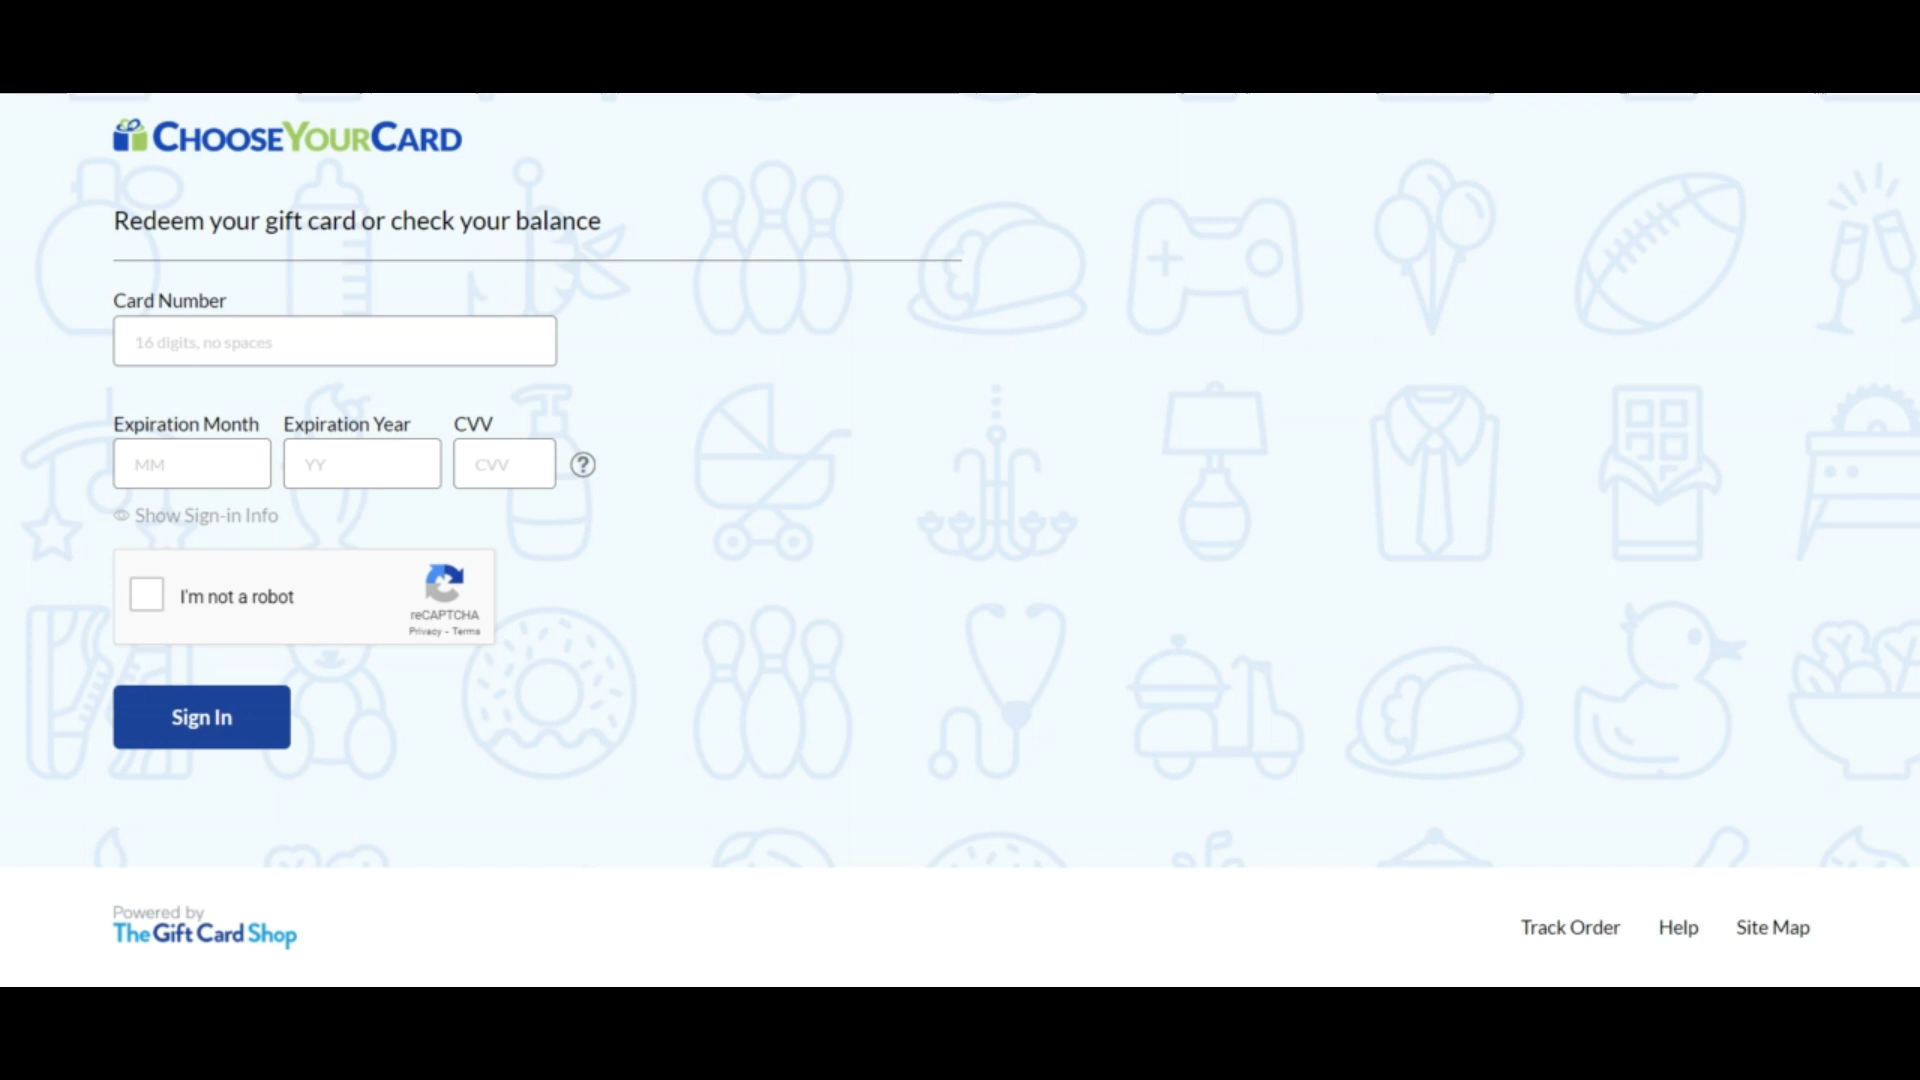 CHOOSEYOURCARD
Redeem your gift card or check your balance
Card Number
16 digits, no spaces
Expiration Month Expiration Year CVV
MM YY CVV ?
Show Sign-in Info
I'm not a robot
reCAPTCHA
Privacy - Terms
Sign In
Powered by
The Gift Card Shop
Track Order Help Site Map